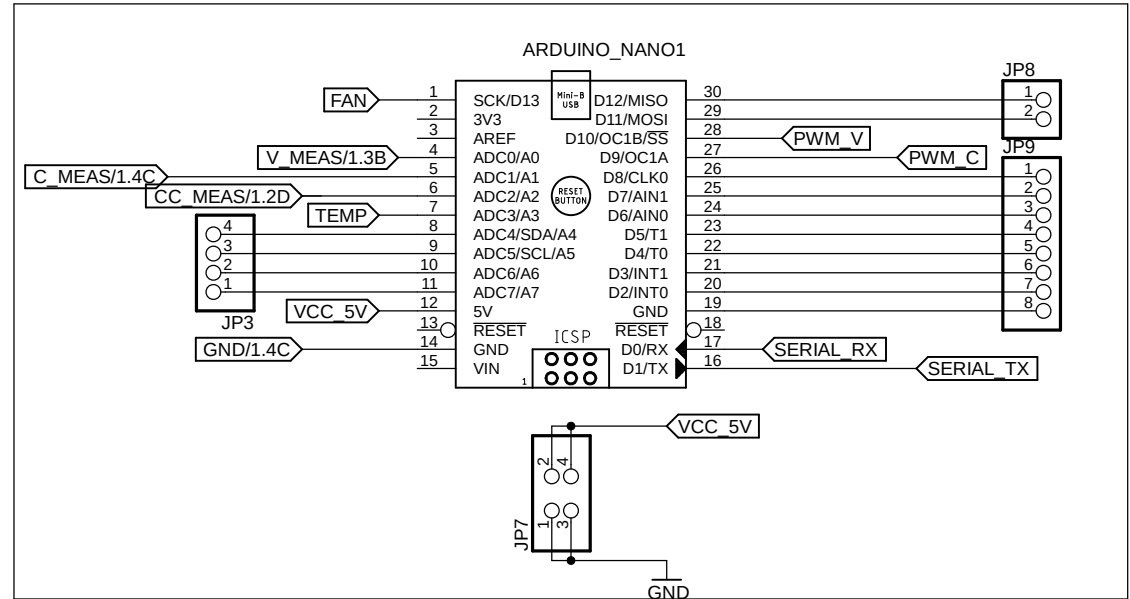 ARDUINO_NANO1
JP8
FAN 1 SCK/D13 Mini-B USB D12/MISO 30 1
2 3V3 D11/MOSI 29 2
3 AREF D10/OC1B/SS 28 PWM_V
V_MEAS/1.3B 4 ADC0/A0 D9/OC1A 27 PWM_C
JP9
C_MEAS/1.4C 5 ADC1/A1 D8/CLK0 26 1
CC_MEAS/1.2D 6 ADC2/A2 RESET BUTTON D7/AIN1 25 2
TEMP 7 ADC3/A3 D6/AIN0 24 3
4 8 ADC4/SDA/A4 D5/T1 23 4
3 9 ADC5/SCL/A5 D4/T0 22 5
2 10 ADC6/A6 D3/INT1 21 6
1 11 ADC7/A7 D2/INT0 20 7
VCC_5V 12 5V GND 19 8
JP3
13 RESET ICSP RESET 18
GND/1.4C 14 GND D0/RX 17 SERIAL_RX
15 VIN 1 D1/TX 16 SERIAL_TX
VCC_5V
2 4
JP7
1 3
GND